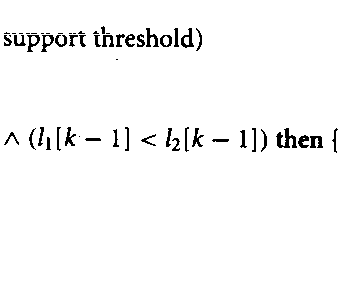 support threshold)
∧ (l₁[k − 1] < l₂[k − 1]) then {